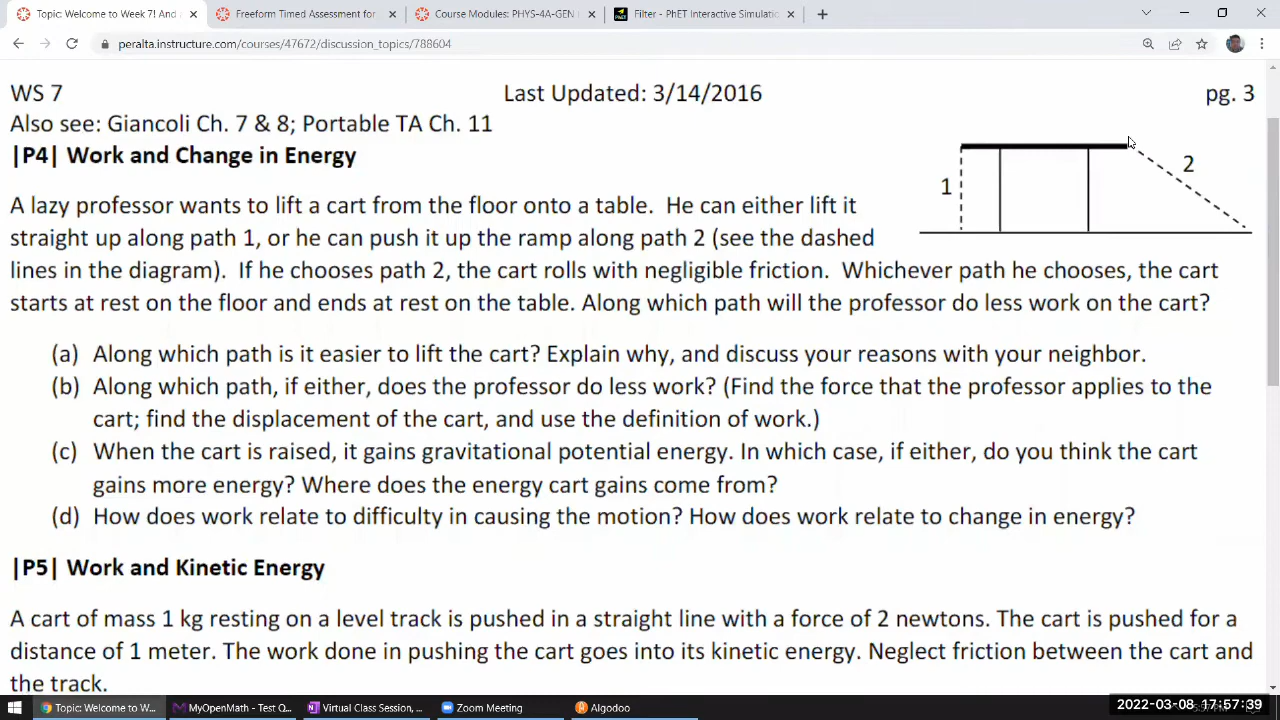 Topic: Welcome to Week 7! And
Freeform Timed Assessment for
Course Modules: PHYS-4A-GEN
Filter - PhET Interactive Simulatio
peralta.instructure.com/courses/47672/discussion_topics/788604
WS 7 Last Updated: 3/14/2016 pg. 3
Also see: Giancoli Ch. 7 & 8; Portable TA Ch. 11
|P4| Work and Change in Energy
1
2
A lazy professor wants to lift a cart from the floor onto a table. He can either lift it
straight up along path 1, or he can push it up the ramp along path 2 (see the dashed
lines in the diagram). If he chooses path 2, the cart rolls with negligible friction. Whichever path he chooses, the cart
starts at rest on the floor and ends at rest on the table. Along which path will the professor do less work on the cart?
(a) Along which path is it easier to lift the cart? Explain why, and discuss your reasons with your neighbor.
(b) Along which path, if either, does the professor do less work? (Find the force that the professor applies to the
cart; find the displacement of the cart, and use the definition of work.)
(c) When the cart is raised, it gains gravitational potential energy. In which case, if either, do you think the cart
gains more energy? Where does the energy cart gains come from?
(d) How does work relate to difficulty in causing the motion? How does work relate to change in energy?
|P5| Work and Kinetic Energy
A cart of mass 1 kg resting on a level track is pushed in a straight line with a force of 2 newtons. The cart is pushed for a
distance of 1 meter. The work done in pushing the cart goes into its kinetic energy. Neglect friction between the cart and
the track.
Topic: Welcome to W...
MyOpenMath - Test Q...
Virtual Class Session, ...
Zoom Meeting
Algodoo
2022-03-08 17:57:39